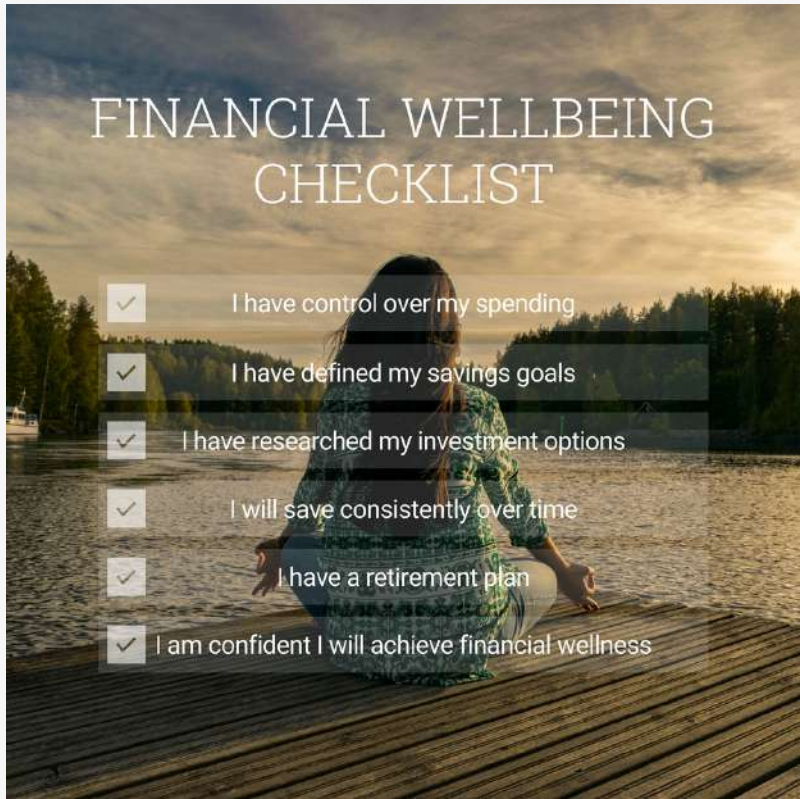 FINANCIAL WELLBEING
CHECKLIST
I have control over my spending
I have defined my savings goals
I have researched my investment options
I will save consistently over time
I have a retirement plan
I am confident I will achieve financial wellness